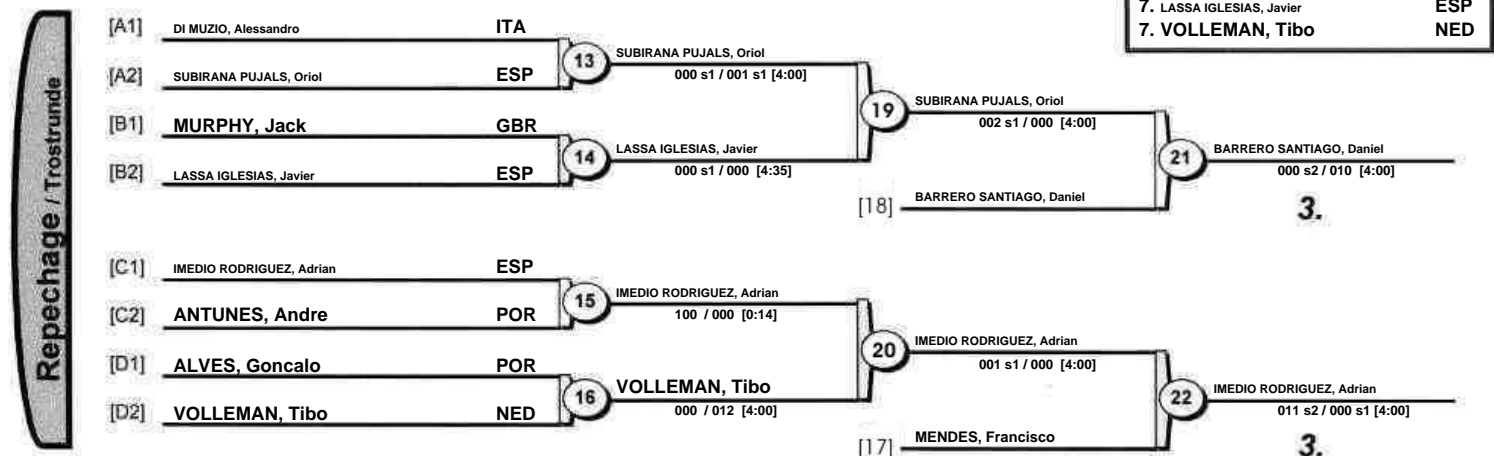 7. LASSA IGLESIAS, Javier ESP
7. VOLLEMAN, Tibo NED
Repechage / Trostrunde
[A1] DI MUZIO, Alessandro ITA
13
SUBIRANA PUJALS, Oriol
000 s1 / 001 s1 [4:00]
[A2] SUBIRANA PUJALS, Oriol ESP
19
SUBIRANA PUJALS, Oriol
002 s1 / 000 [4:00]
[B1] MURPHY, Jack GBR
14
LASSA IGLESIAS, Javier
000 s1 / 000 [4:35]
[B2] LASSA IGLESIAS, Javier ESP
21
BARRERO SANTIAGO, Daniel
000 s2 / 010 [4:00]
[18] BARRERO SANTIAGO, Daniel
3.
[C1] IMEDIO RODRIGUEZ, Adrian ESP
15
IMEDIO RODRIGUEZ, Adrian
100 / 000 [0:14]
[C2] ANTUNES, Andre POR
20
IMEDIO RODRIGUEZ, Adrian
001 s1 / 000 [4:00]
[D1] ALVES, Goncalo POR
16
VOLLEMAN, Tibo
000 / 012 [4:00]
[D2] VOLLEMAN, Tibo NED
22
IMEDIO RODRIGUEZ, Adrian
011 s2 / 000 s1 [4:00]
[17] MENDES, Francisco
3.